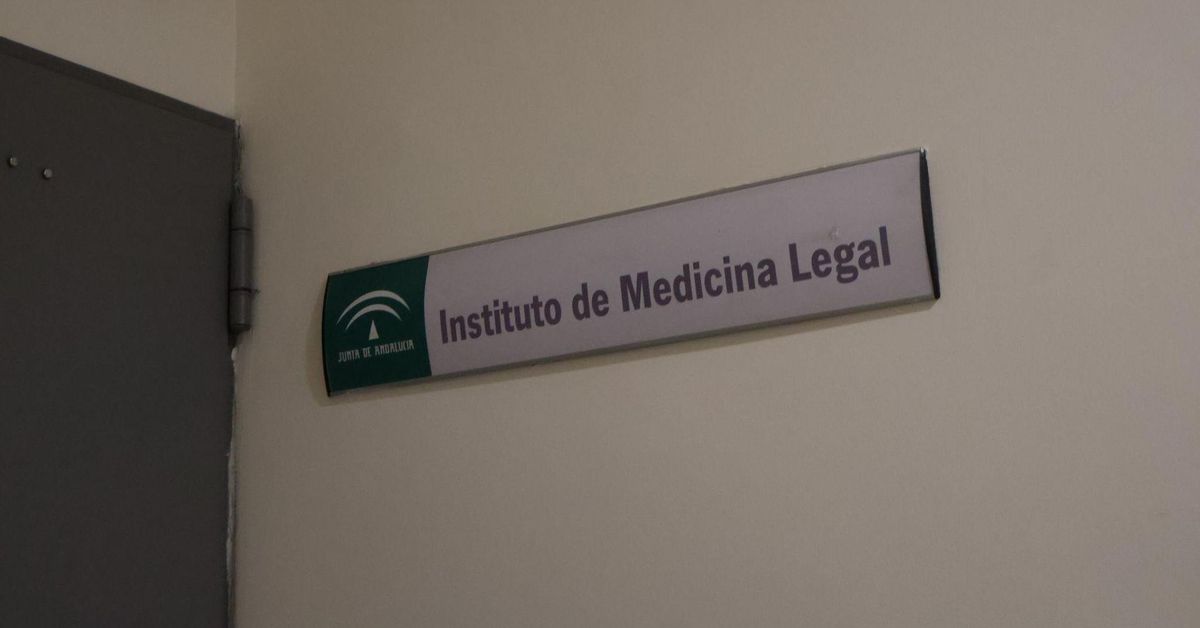 JUNTA DE ANDALUCIA
Instituto de Medicina Legal